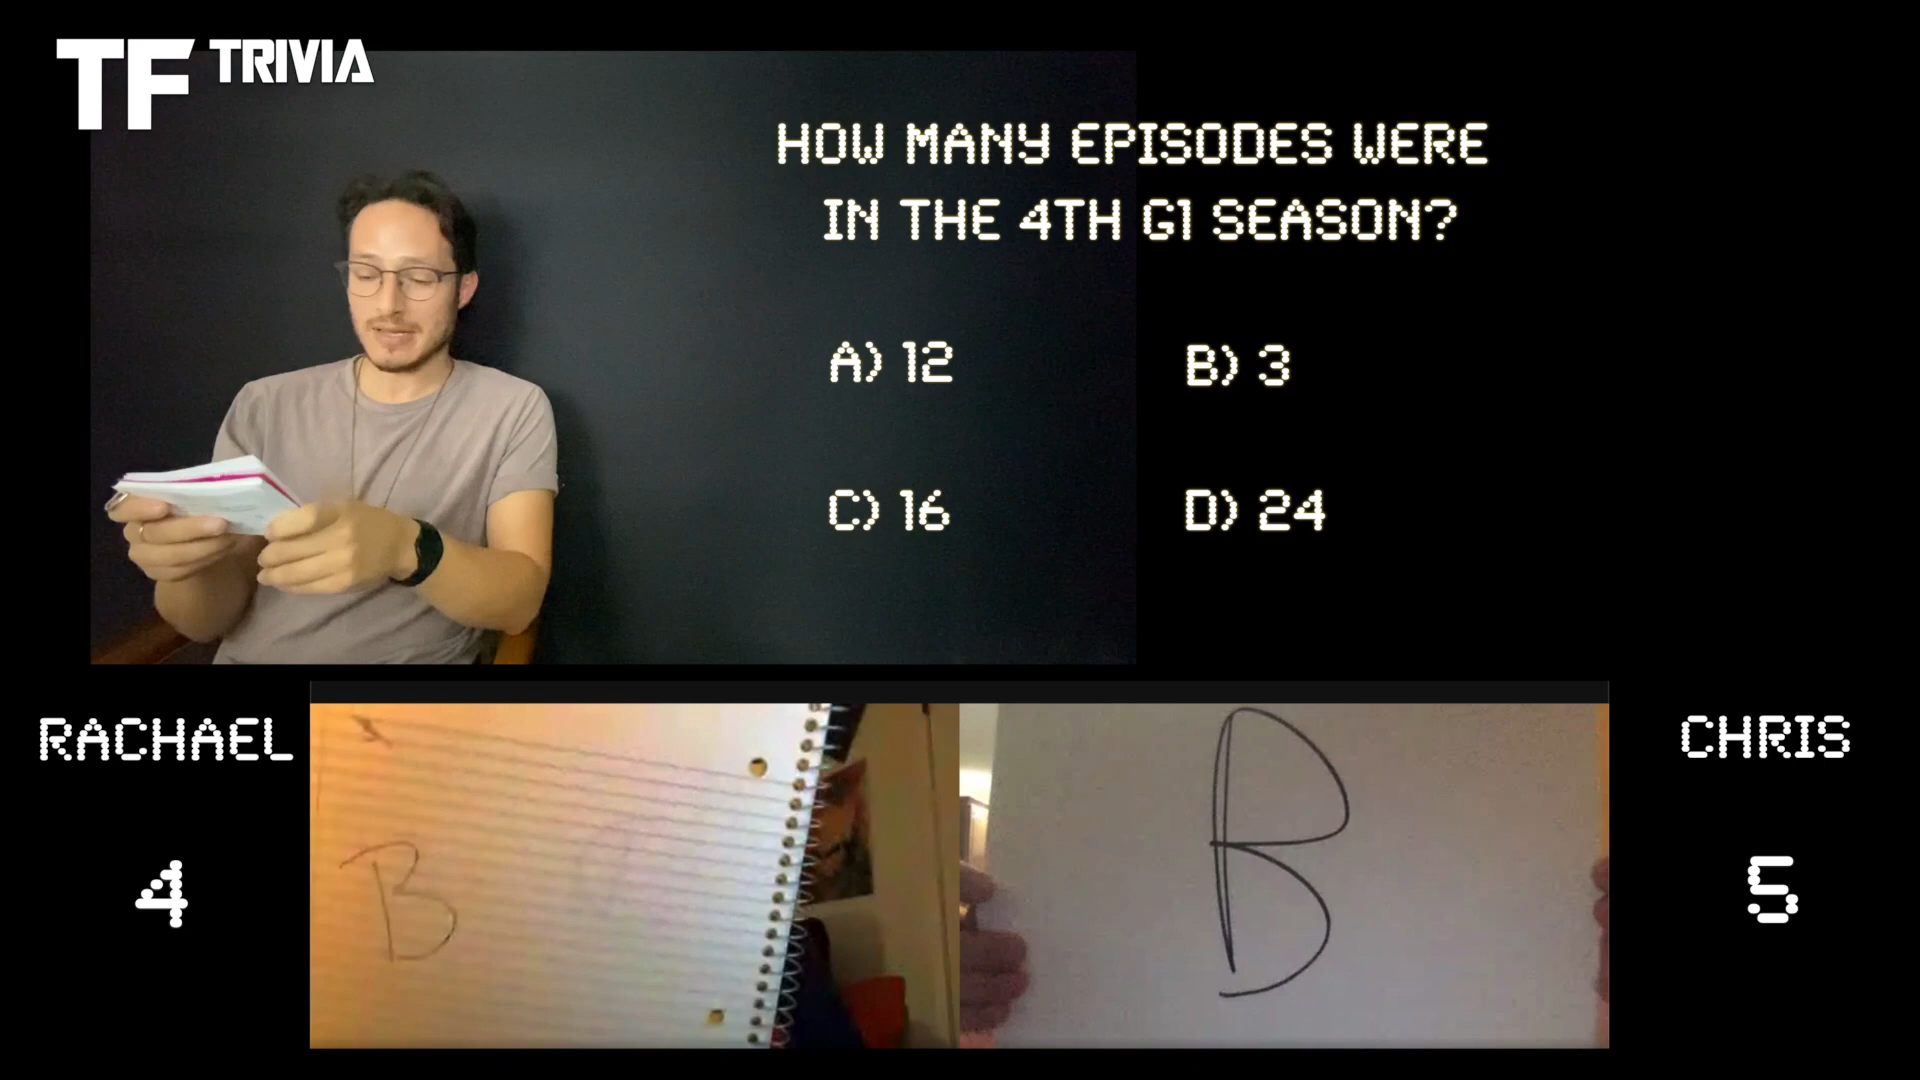 TF TRIVIA
HOW MANY EPISODES WERE
IN THE 4TH G1 SEASON?
A) 12
B) 3
C) 16
D) 24
RACHAEL
4
B
B
CHRIS
5